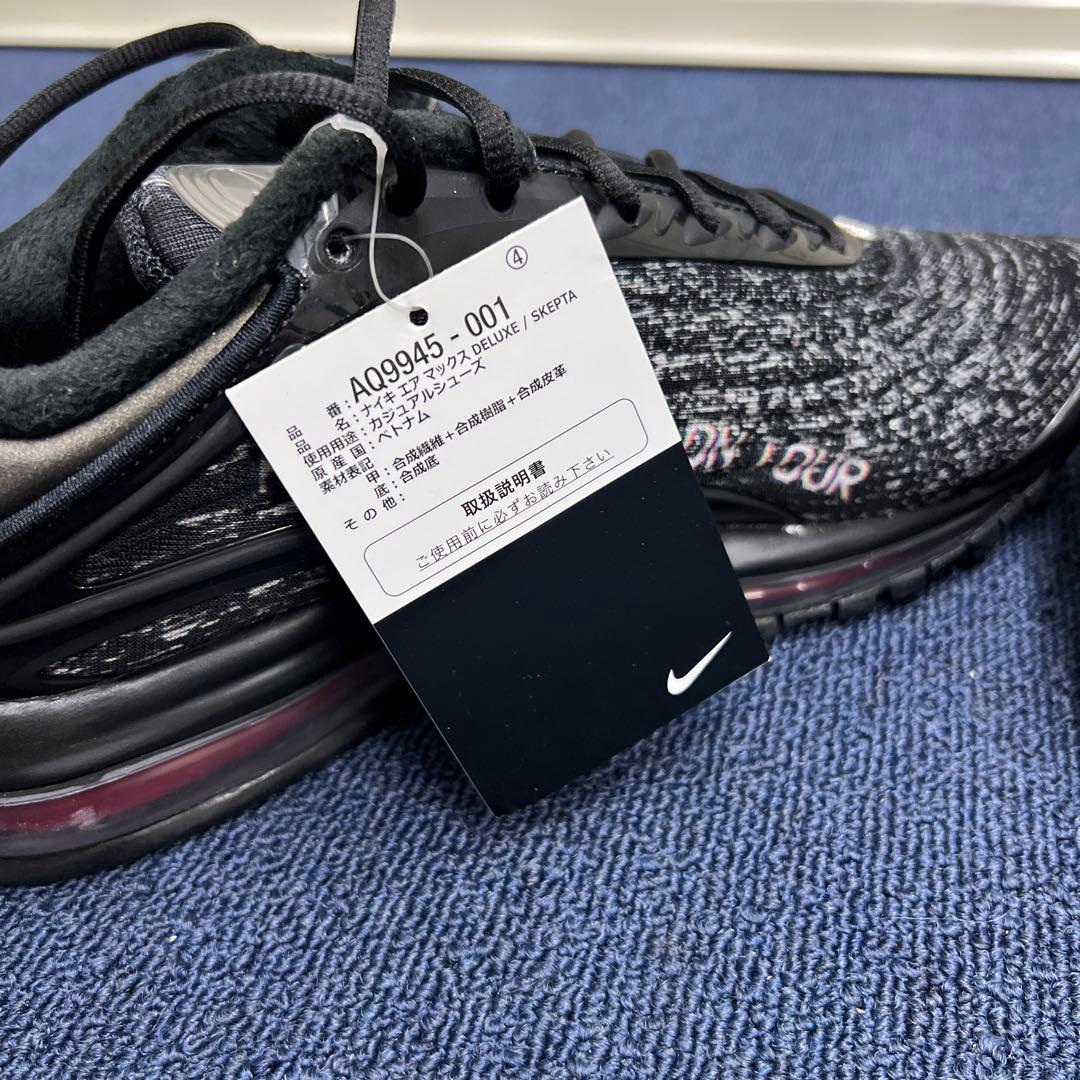 ④
品番：AQ9945-001
品名：ナイキ エア マックス DELUXE / SKEPTA
使用用途：カジュアルシューズ
原産国：ベトナム
素材表記 甲：合成繊維＋合成樹脂＋合成皮革
底：合成底
その他：
取扱説明書
ご使用前に必ずお読み下さい
ON TOUR